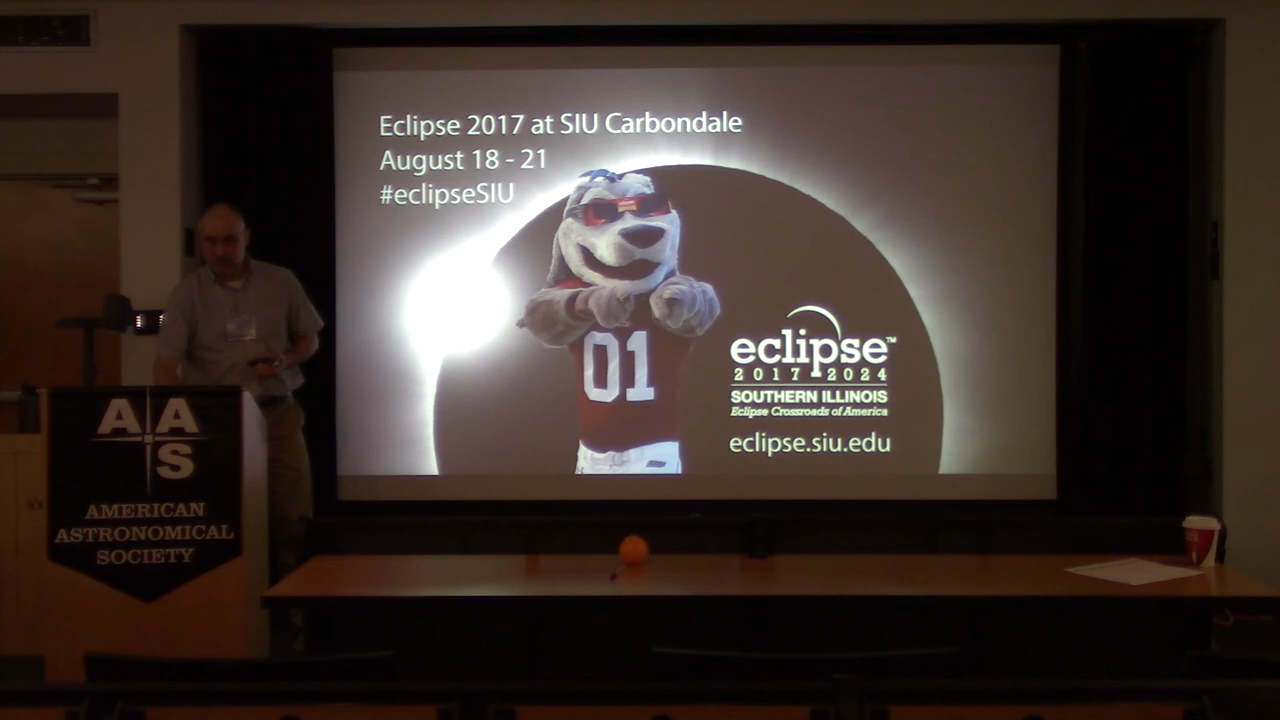 Eclipse 2017 at SIU Carbondale
August 18 - 21
#eclipseSIU
01
eclipse™
2017 2024
SOUTHERN ILLINOIS
Eclipse Crossroads of America
eclipse.siu.edu
AA
S
AMERICAN
ASTRONOMICAL
SOCIETY